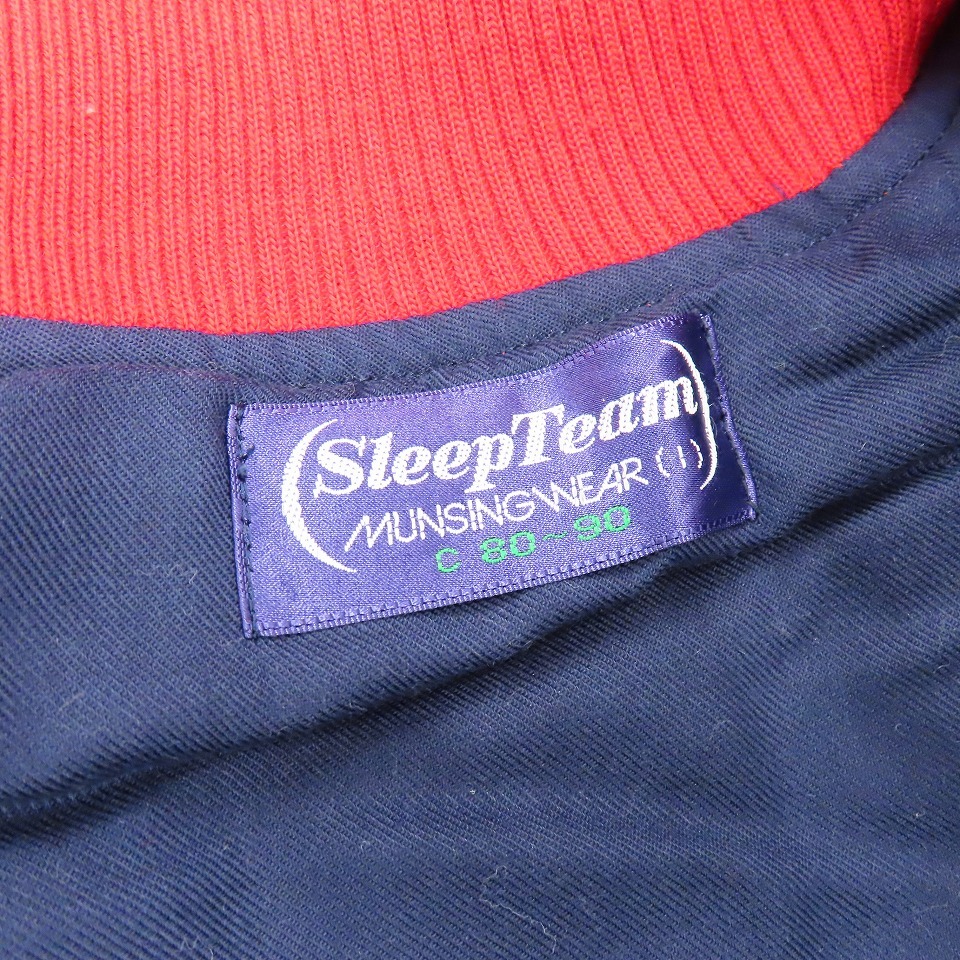 SleepTeam
MUNSINGWEAR (I)
C 80~90